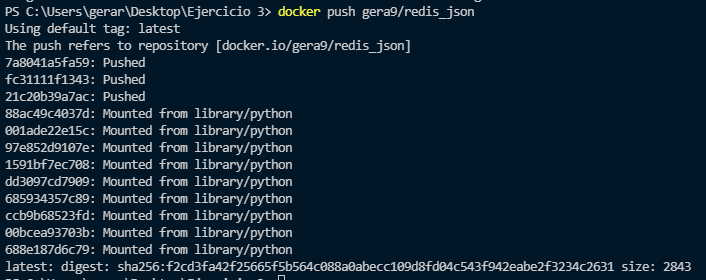 PS C:\Users\gerar\Desktop\Ejercicio 3> docker push gera9/redis_json
Using default tag: latest
The push refers to repository [docker.io/gera9/redis_json]
7a8041a5fa59: Pushed
fc31111f1343: Pushed
21c20b39a7ac: Pushed
88ac49c4037d: Mounted from library/python
001ade22e15c: Mounted from library/python
97e852d9107e: Mounted from library/python
1591bf7ec708: Mounted from library/python
dd3097cd7909: Mounted from library/python
685934357c89: Mounted from library/python
ccb9b68523fd: Mounted from library/python
00bcea93703b: Mounted from library/python
688e187d6c79: Mounted from library/python
latest: digest: sha256:f2cd3fa42f25665f5b564c088a0abecc109d8fd04c543f942eabe2f3234c2631 size: 2843